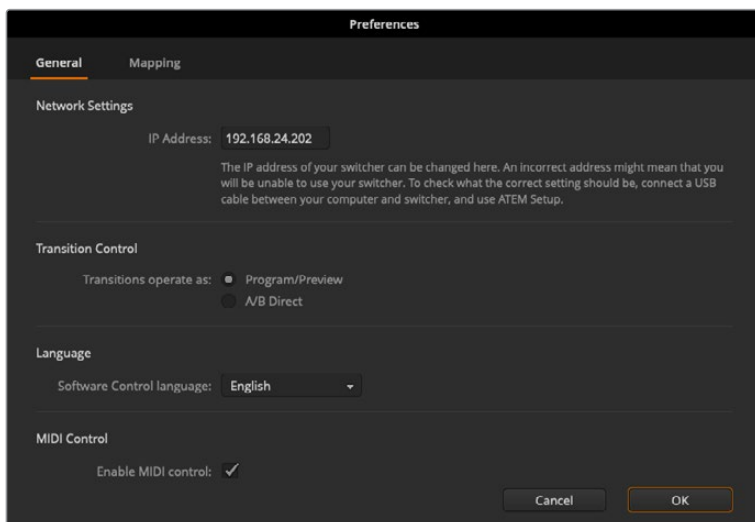 Preferences
General Mapping
Network Settings
IP Address: 192.168.24.202
The IP address of your switcher can be changed here. An incorrect address might mean that you
will be unable to use your switcher. To check what the correct setting should be, connect a USB
cable between your computer and switcher, and use ATEM Setup.
Transition Control
Transitions operate as: Program/Preview
A/B Direct
Language
Software Control language: English
MIDI Control
Enable MIDI control:
Cancel OK